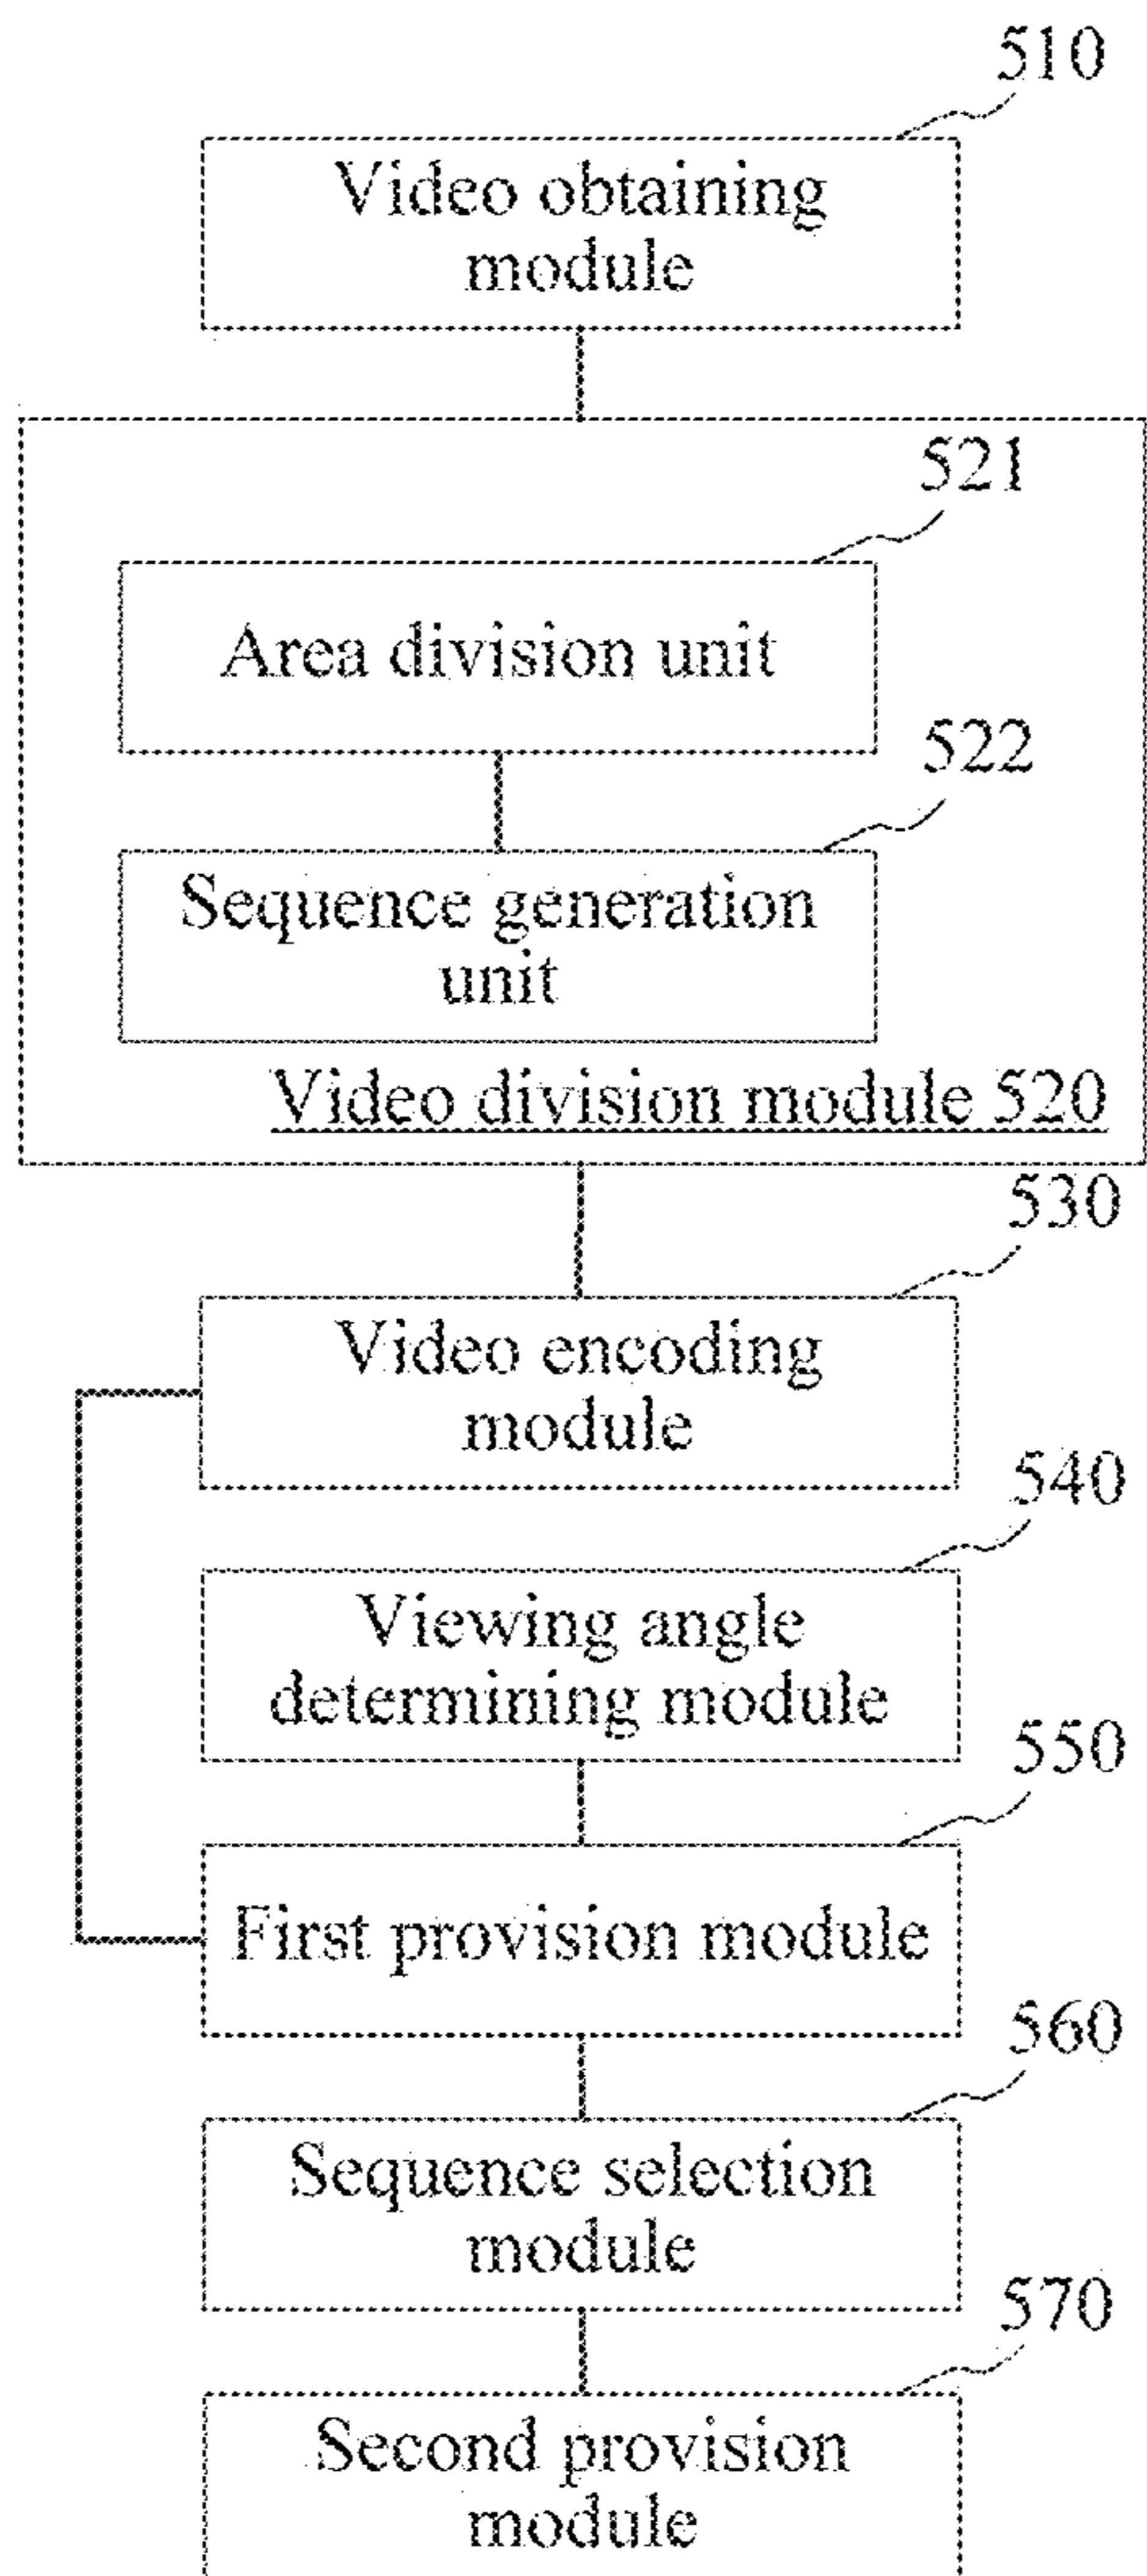 510
Video obtaining
module
521
Area division unit
522
Sequence generation
unit
Video division module 520
530
Video encoding
module
540
Viewing angle
determining module
550
First provision module
560
Sequence selection
module
570
Second provision
module